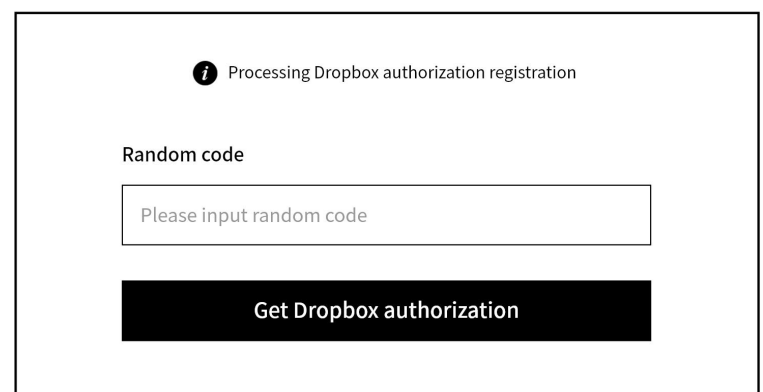 Processing Dropbox authorization registration
Random code
Please input random code
Get Dropbox authorization